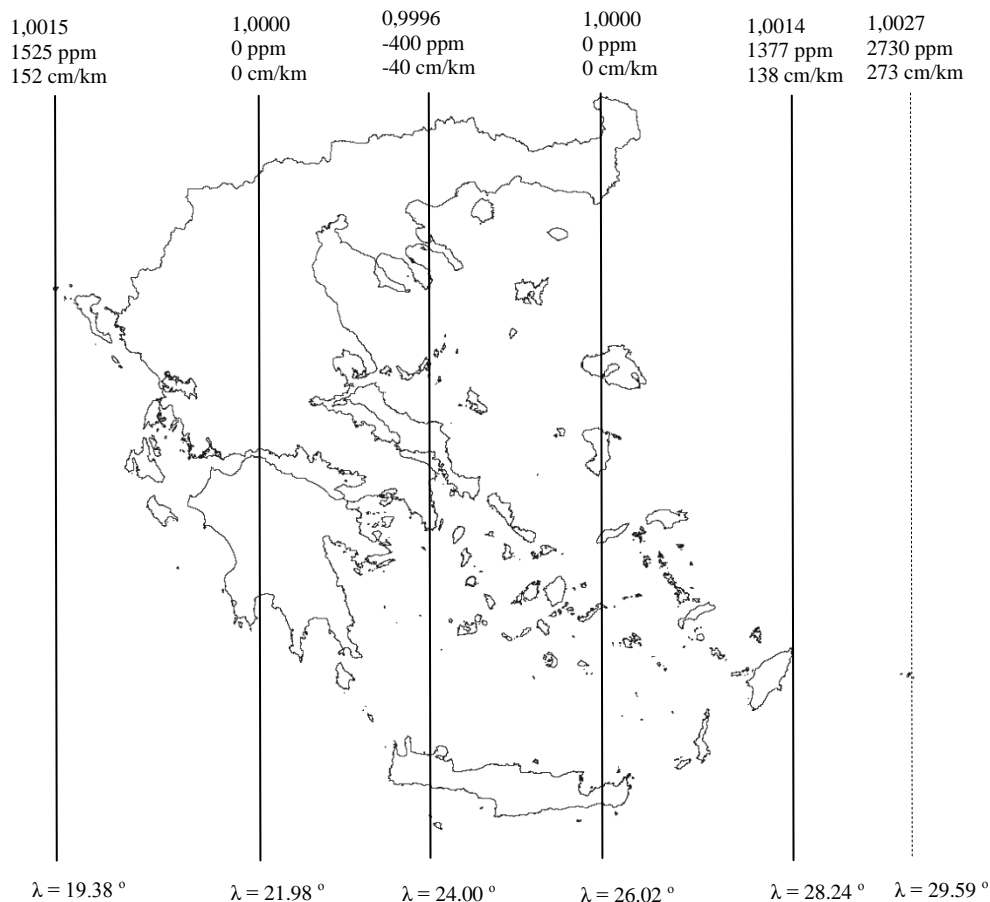 1,0015
1525 ppm
152 cm/km
1,0000
0 ppm
0 cm/km
0,9996
-400 ppm
-40 cm/km
1,0000
0 ppm
0 cm/km
1,0014
1377 ppm
138 cm/km
1,0027
2730 ppm
273 cm/km
λ = 19.38 °
λ = 21.98 °
λ = 24.00 °
λ = 26.02 °
λ = 28.24 °
λ = 29.59 °